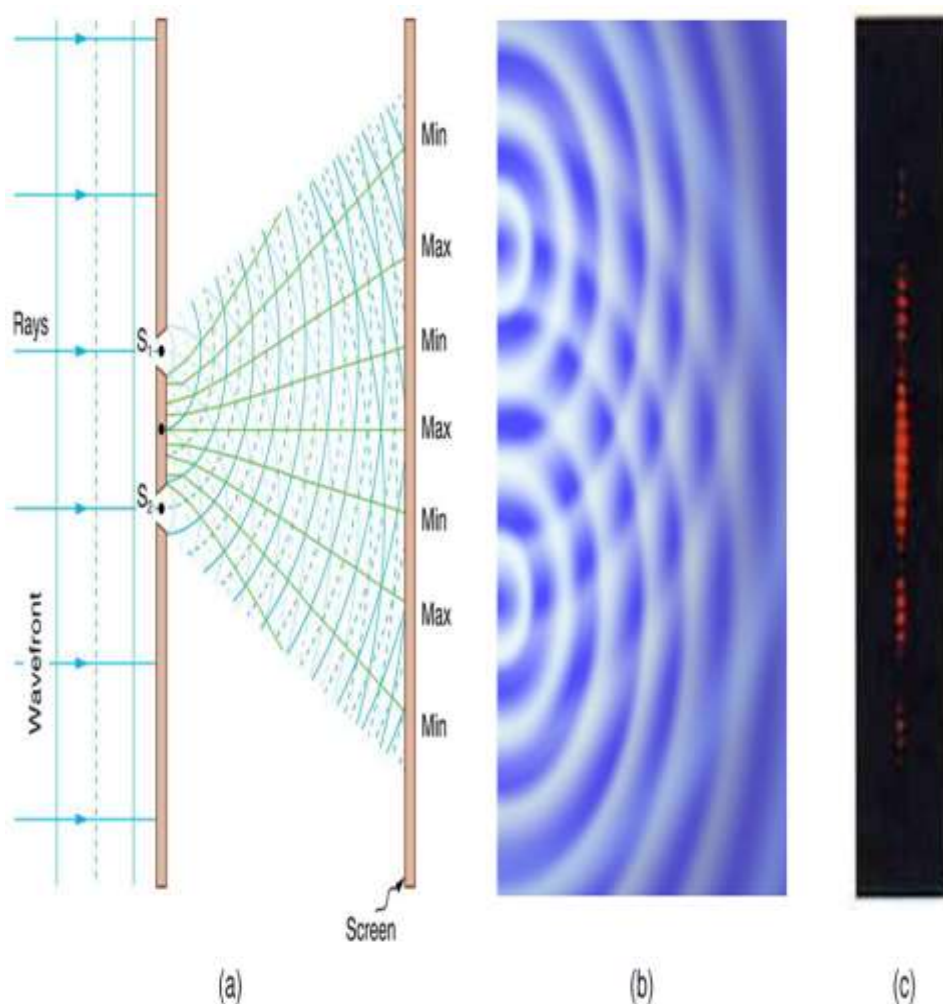 Min
Max
Rays
S1
Min
Max
S2
Min
Max
Wavefront
Min
Screen
(a)
(b)
(c)